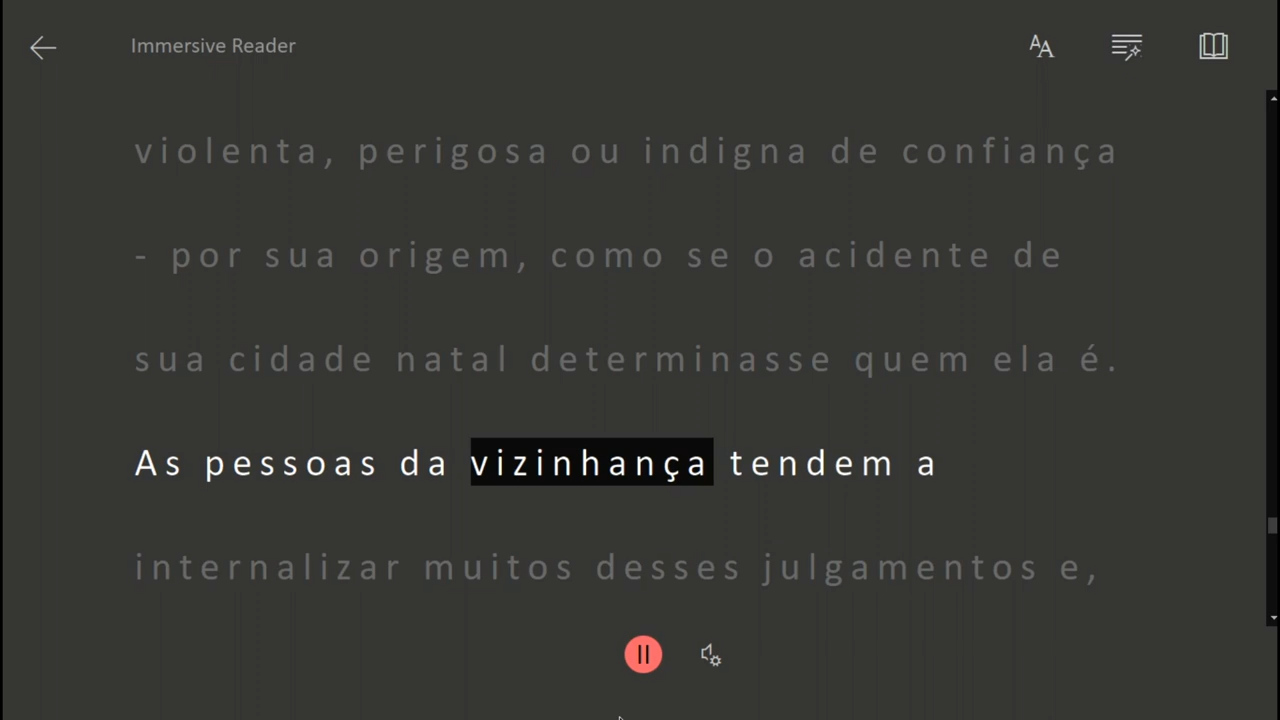 Immersive Reader
violenta, perigosa ou indigna de confiança
- por sua origem, como se o acidente de
sua cidade natal determinasse quem ela é.
As pessoas da vizinhança tendem a
internalizar muitos desses julgamentos e,